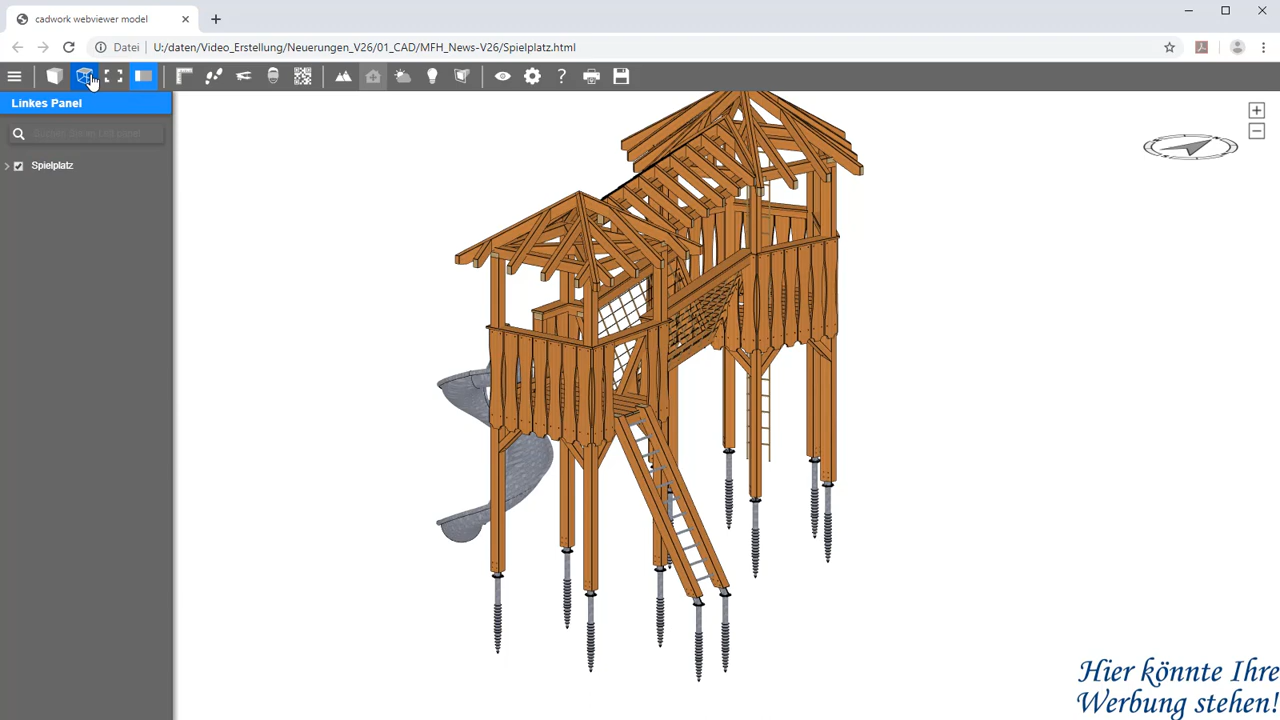 cadwork webviewer model
Datei U:/daten/Video_Erstellung/Neuerungen_V26/01_CAD/MFH_News-V26/Spielplatz.html
Linkes Panel
Spielplatz
Hier könnte Ihre
Werbung stehen!